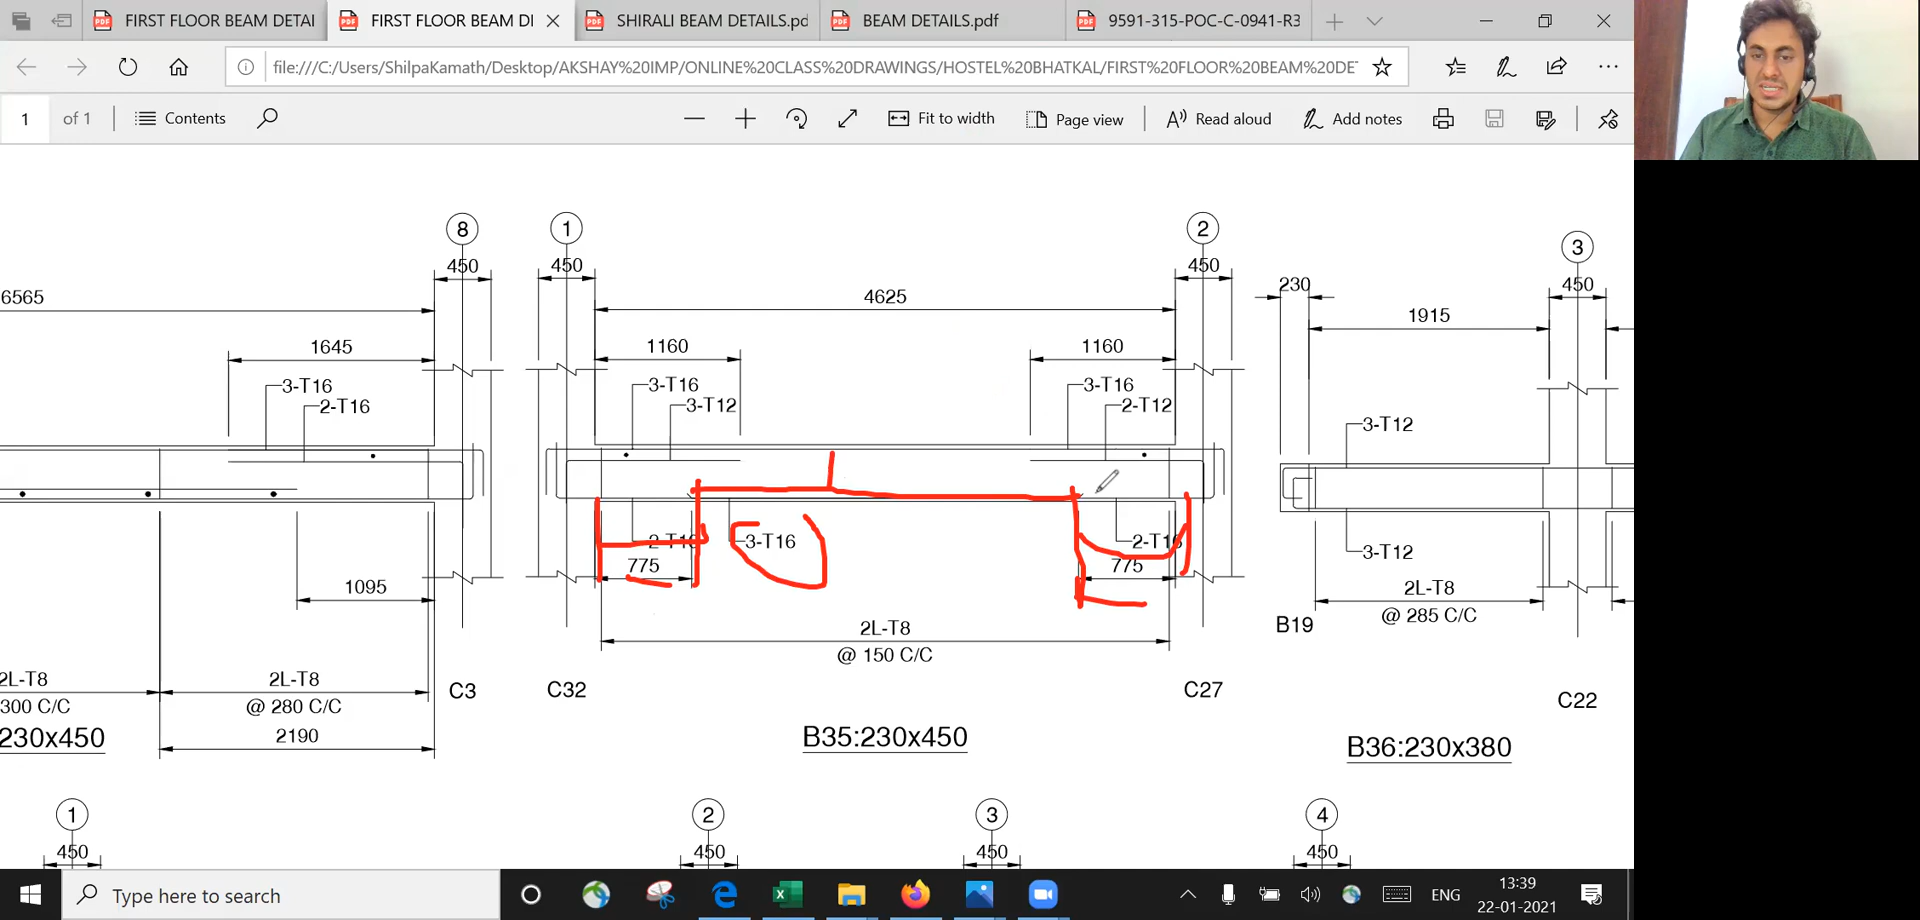 FIRST FLOOR BEAM DETAI
FIRST FLOOR BEAM DI
SHIRALI BEAM DETAILS.pd
BEAM DETAILS.pdf
9591-315-POC-C-0941-R3
file:///C:/Users/ShilpaKamath/Desktop/AKSHAY%20IMP/ONLINE%20CLASS%20DRAWINGS/HOSTEL%20BHATKAL/FIRST%20FLOOR%20BEAM%20DE
1 of 1
Contents
Fit to width
Page view
Read aloud
Add notes
8
450
6565
1645
3-T16
2-T16
1095
2L-T8
300 C/C
2L-T8
@ 280 C/C
2190
C3
230x450
1
450
2
450
4625
1160
1160
3-T16
3-T12
3-T16
2-T12
2-T16
3-T16
2-T16
775
775
2L-T8
@ 150 C/C
C32
C27
B35:230x450
3
230
450
1915
3-T12
3-T12
2L-T8
@ 285 C/C
B19
C22
B36:230x380
1
450
2
450
3
450
4
450
Type here to search
ENG
13:39
22-01-2021